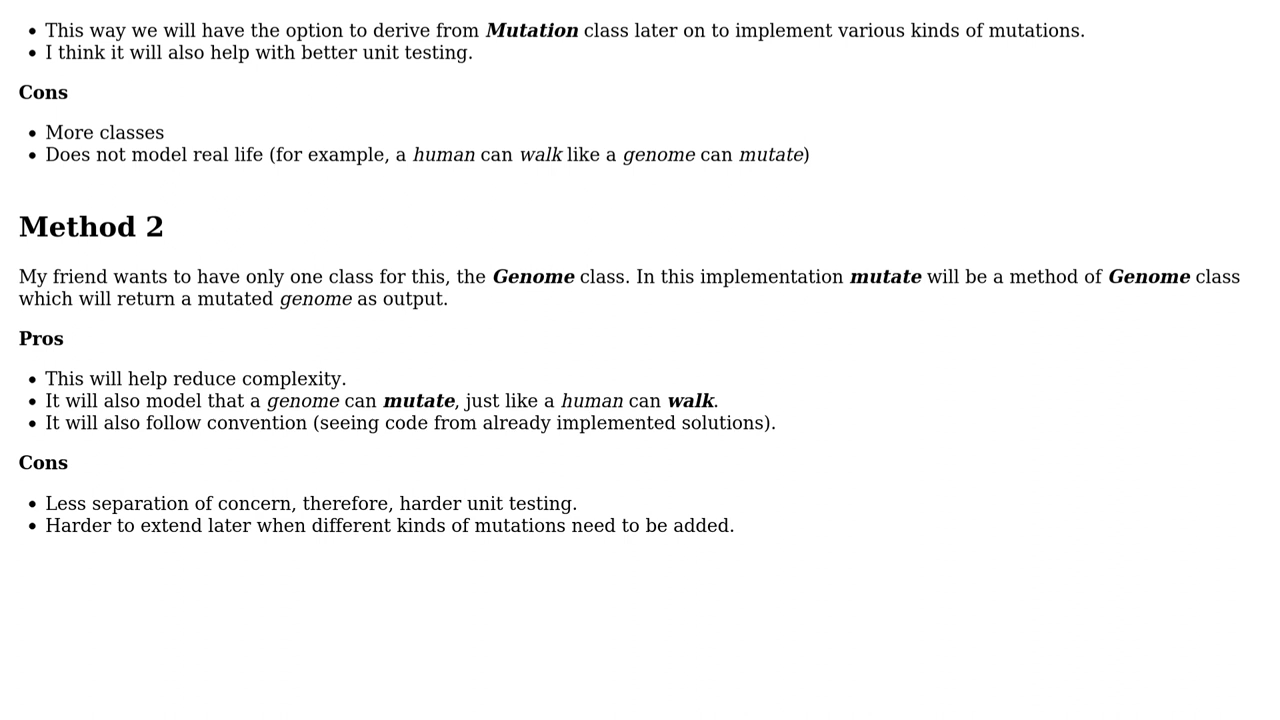 • This way we will have the option to derive from Mutation class later on to implement various kinds of mutations.
• I think it will also help with better unit testing.
Cons
• More classes
• Does not model real life (for example, a human can walk like a genome can mutate)
Method 2
My friend wants to have only one class for this, the Genome class. In this implementation mutate will be a method of Genome class
which will return a mutated genome as output.
Pros
• This will help reduce complexity.
• It will also model that a genome can mutate, just like a human can walk.
• It will also follow convention (seeing code from already implemented solutions).
Cons
• Less separation of concern, therefore, harder unit testing.
• Harder to extend later when different kinds of mutations need to be added.